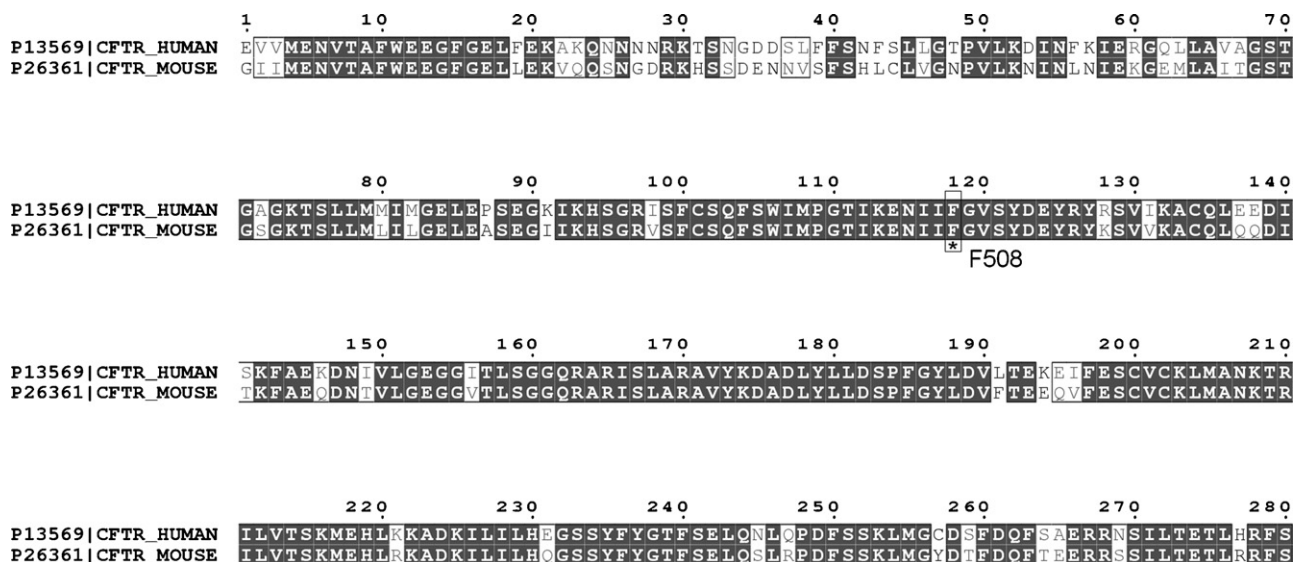 1 10 20 30 40 50 60 70
P13569|CFTR_HUMAN EVVMENVTAFWEEGFGELFEKAKQNNNNRKTSNGDDSLFFSNFSLLGTPVLKDINFKIERGQLLAVAGST
P26361|CFTR_MOUSE GIIMENVTAFWEEGFGELLEKVQQSNGDRKHSSDENNVSFSHLCLVGNPVLKNINLNIEKGEMLAITGST
80 90 100 110 120 130 140
P13569|CFTR_HUMAN GAGKTSLLMMIMGELEPSEGKIKHSGRISFCSQFSWIMPGTIKENIIFGVSYDEYRYRSVIKACQLEEDI
P26361|CFTR_MOUSE GSGKTSLLMLILGELEASEGIIKHSGRVSFCSQFSWIMPGTIKENIIFGVSYDEYRYKSVVKACQLQQDI
* F508
150 160 170 180 190 200 210
P13569|CFTR_HUMAN SKFAEKDNIVLGEGGITLSGGQRARISLARAVYKDADLYLLDSPFGYLDVLTEKEIFESCVCKLMANKTR
P26361|CFTR_MOUSE TKFAEQDNTVLGEGGVTLSGGQRARISLARAVYKDADLYLLDSPFGYLDVFTEEQVFESCVCKLMANKTR
220 230 240 250 260 270 280
P13569|CFTR_HUMAN ILVTSKMEHLKKADKILILHEGSSYFYGTFSELQNLQPDFSSKLMGCDSFDQFSAERRNSILTETLHRFS
P26361|CFTR_MOUSE ILVTSKMEHLRKADKILILHQGSSYFYGTFSELQSLRPDFSSKLMGYDTFDQFTEERRSSILTETLRRFS